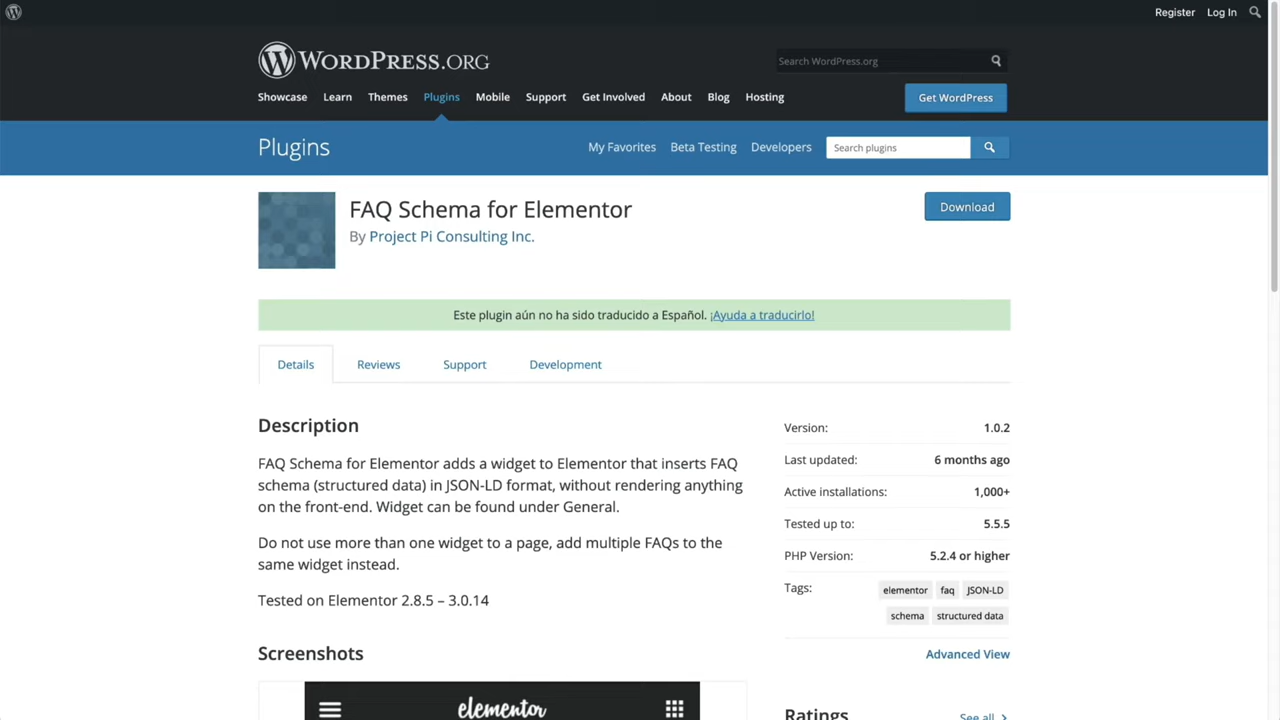 Register Log In
WORDPRESS.ORG
Search WordPress.org
Showcase Learn Themes Plugins Mobile Support Get Involved About Blog Hosting
Get WordPress
Plugins
My Favorites Beta Testing Developers
Search plugins
FAQ Schema for Elementor
By Project Pi Consulting Inc.
Download
Este plugin aún no ha sido traducido a Español. ¡Ayuda a traducirlo!
Details Reviews Support Development
Description
FAQ Schema for Elementor adds a widget to Elementor that inserts FAQ
schema (structured data) in JSON-LD format, without rendering anything
on the front-end. Widget can be found under General.
Do not use more than one widget to a page, add multiple FAQs to the
same widget instead.
Tested on Elementor 2.8.5 – 3.0.14
Screenshots
elementor
Version: 1.0.2
Last updated: 6 months ago
Active installations: 1,000+
Tested up to: 5.5.5
PHP Version: 5.2.4 or higher
Tags: elementor faq JSON-LD
schema structured data
Advanced View
Ratings See all